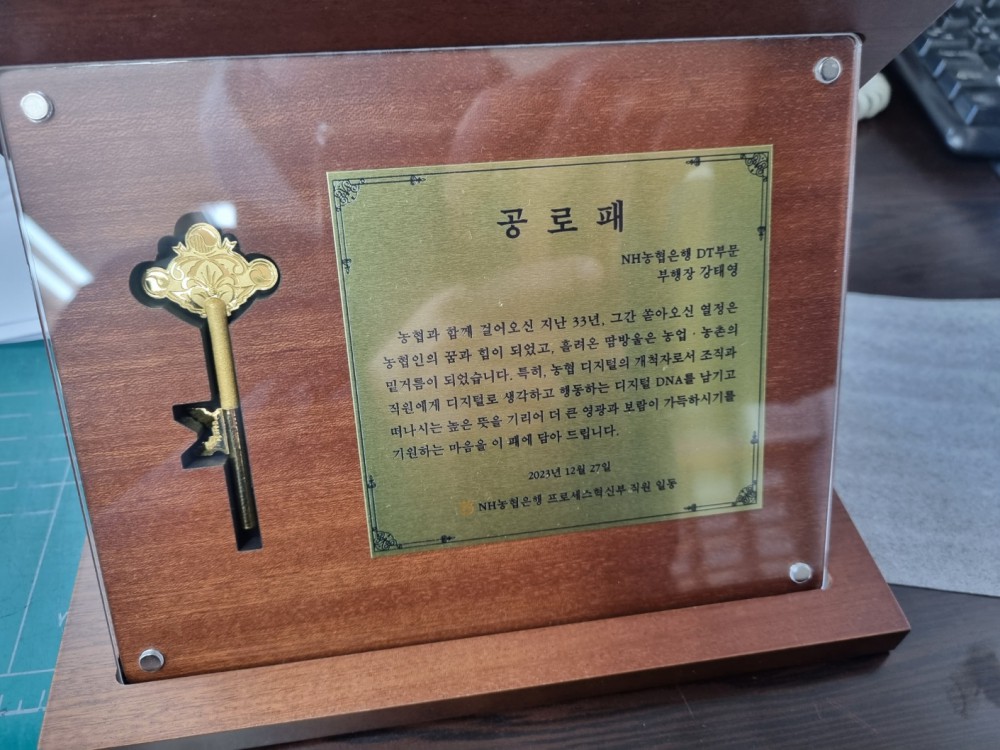 공로패
NH농협은행 DT부문
부행장 강태영
농협과 함께 걸어오신 지난 33년, 그간 쏟아오신 열정은
농협인의 꿈과 힘이 되었고, 흘려온 땀방울은 농업 · 농촌의
밑거름이 되었습니다. 특히, 농협 디지털의 개척자로서 조직과
직원에게 디지털로 생각하고 행동하는 디지털 DNA를 남기고
떠나시는 높은 뜻을 기리어 더 큰 영광과 보람이 가득하시기를
기원하는 마음을 이 패에 담아 드립니다.
2023년 12월 27일
NH농협은행 프로세스혁신부 직원 일동